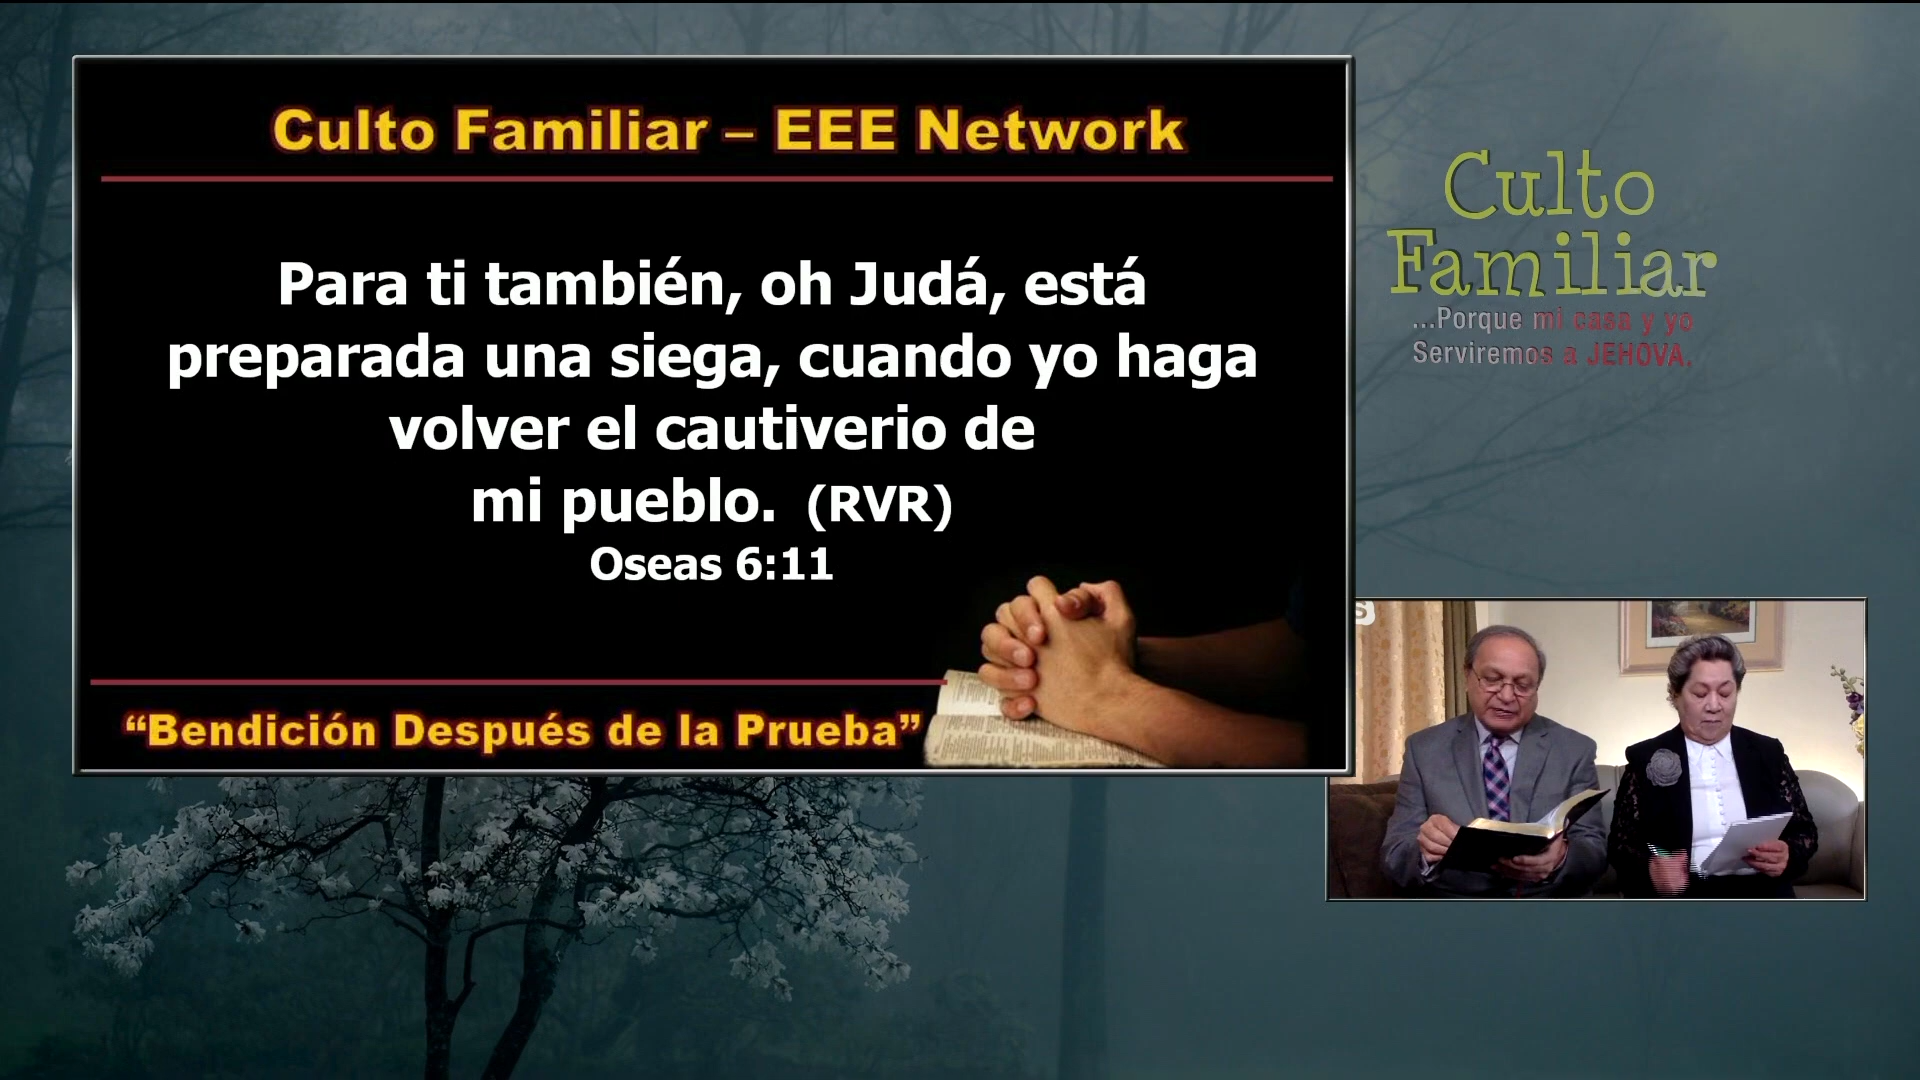 Culto Familiar – EEE Network
Para ti también, oh Judá, está
preparada una siega, cuando yo haga
volver el cautiverio de
mi pueblo. (RVR)
Oseas 6:11
“Bendición Después de la Prueba”
Culto
Familiar
...Porque mi casa y yo
Serviremos a JEHOVA.